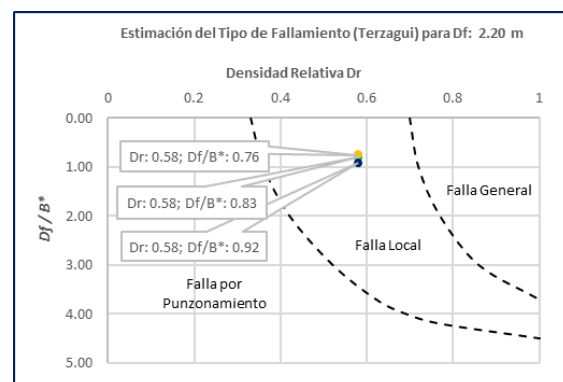 Estimación del Tipo de Fallamiento (Terzagui) para Df: 2.20 m
Densidad Relativa Dr
0 0.2 0.4 0.6 0.8 1
0.00
1.00
2.00
3.00
4.00
5.00
Df / B*
Dr: 0.58; Df/B*: 0.76
Dr: 0.58; Df/B*: 0.83
Dr: 0.58; Df/B*: 0.92
Falla General
Falla Local
Falla por
Punzonamiento